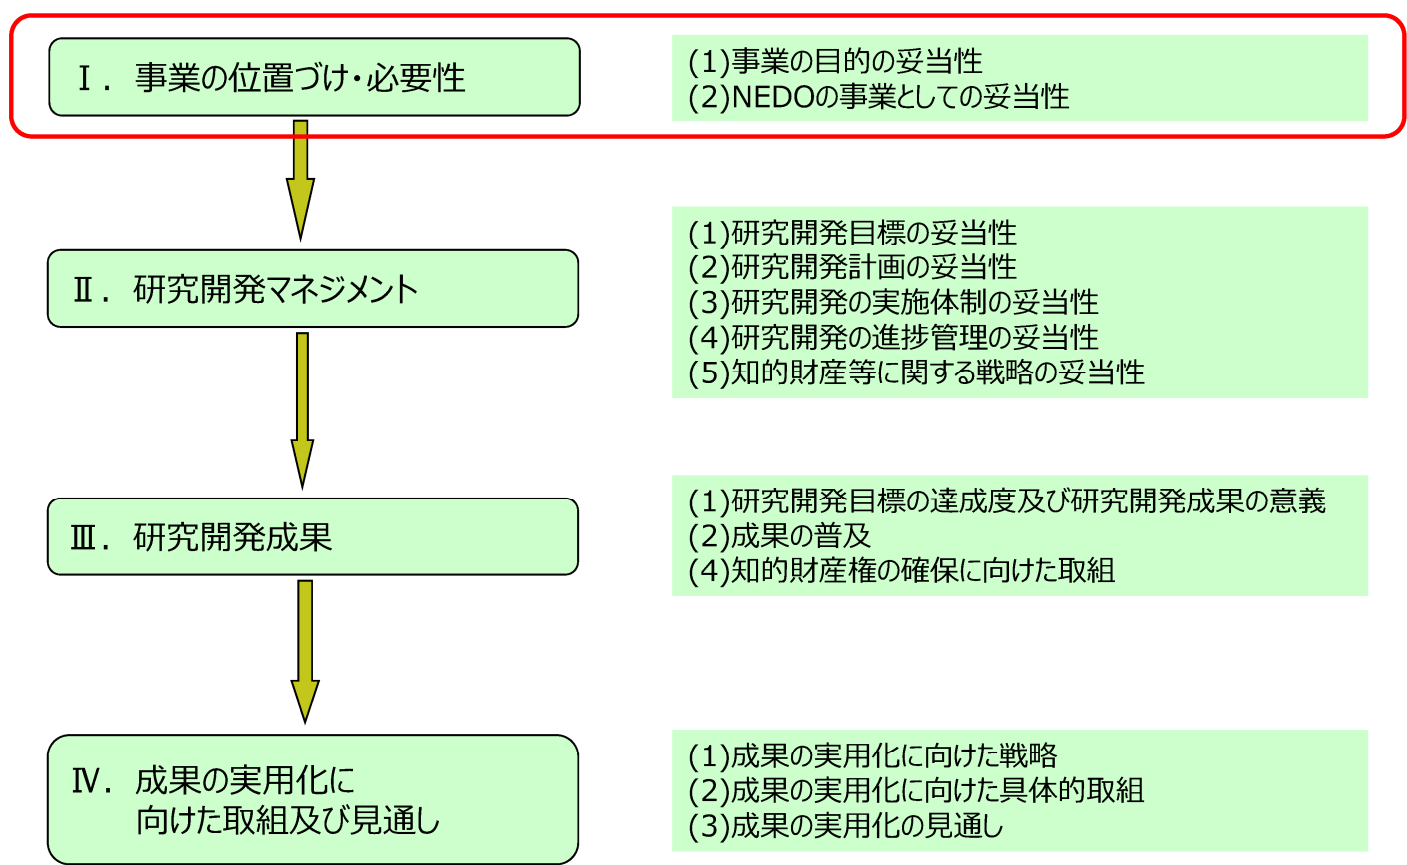 Ⅰ．事業の位置づけ・必要性
(1)事業の目的の妥当性
(2)NEDOの事業としての妥当性
Ⅱ．研究開発マネジメント
(1)研究開発目標の妥当性
(2)研究開発計画の妥当性
(3)研究開発の実施体制の妥当性
(4)研究開発の進捗管理の妥当性
(5)知的財産等に関する戦略の妥当性
Ⅲ．研究開発成果
(1)研究開発目標の達成度及び研究開発成果の意義
(2)成果の普及
(4)知的財産権の確保に向けた取組
Ⅳ．成果の実用化に
向けた取組及び見通し
(1)成果の実用化に向けた戦略
(2)成果の実用化に向けた具体的取組
(3)成果の実用化の見通し